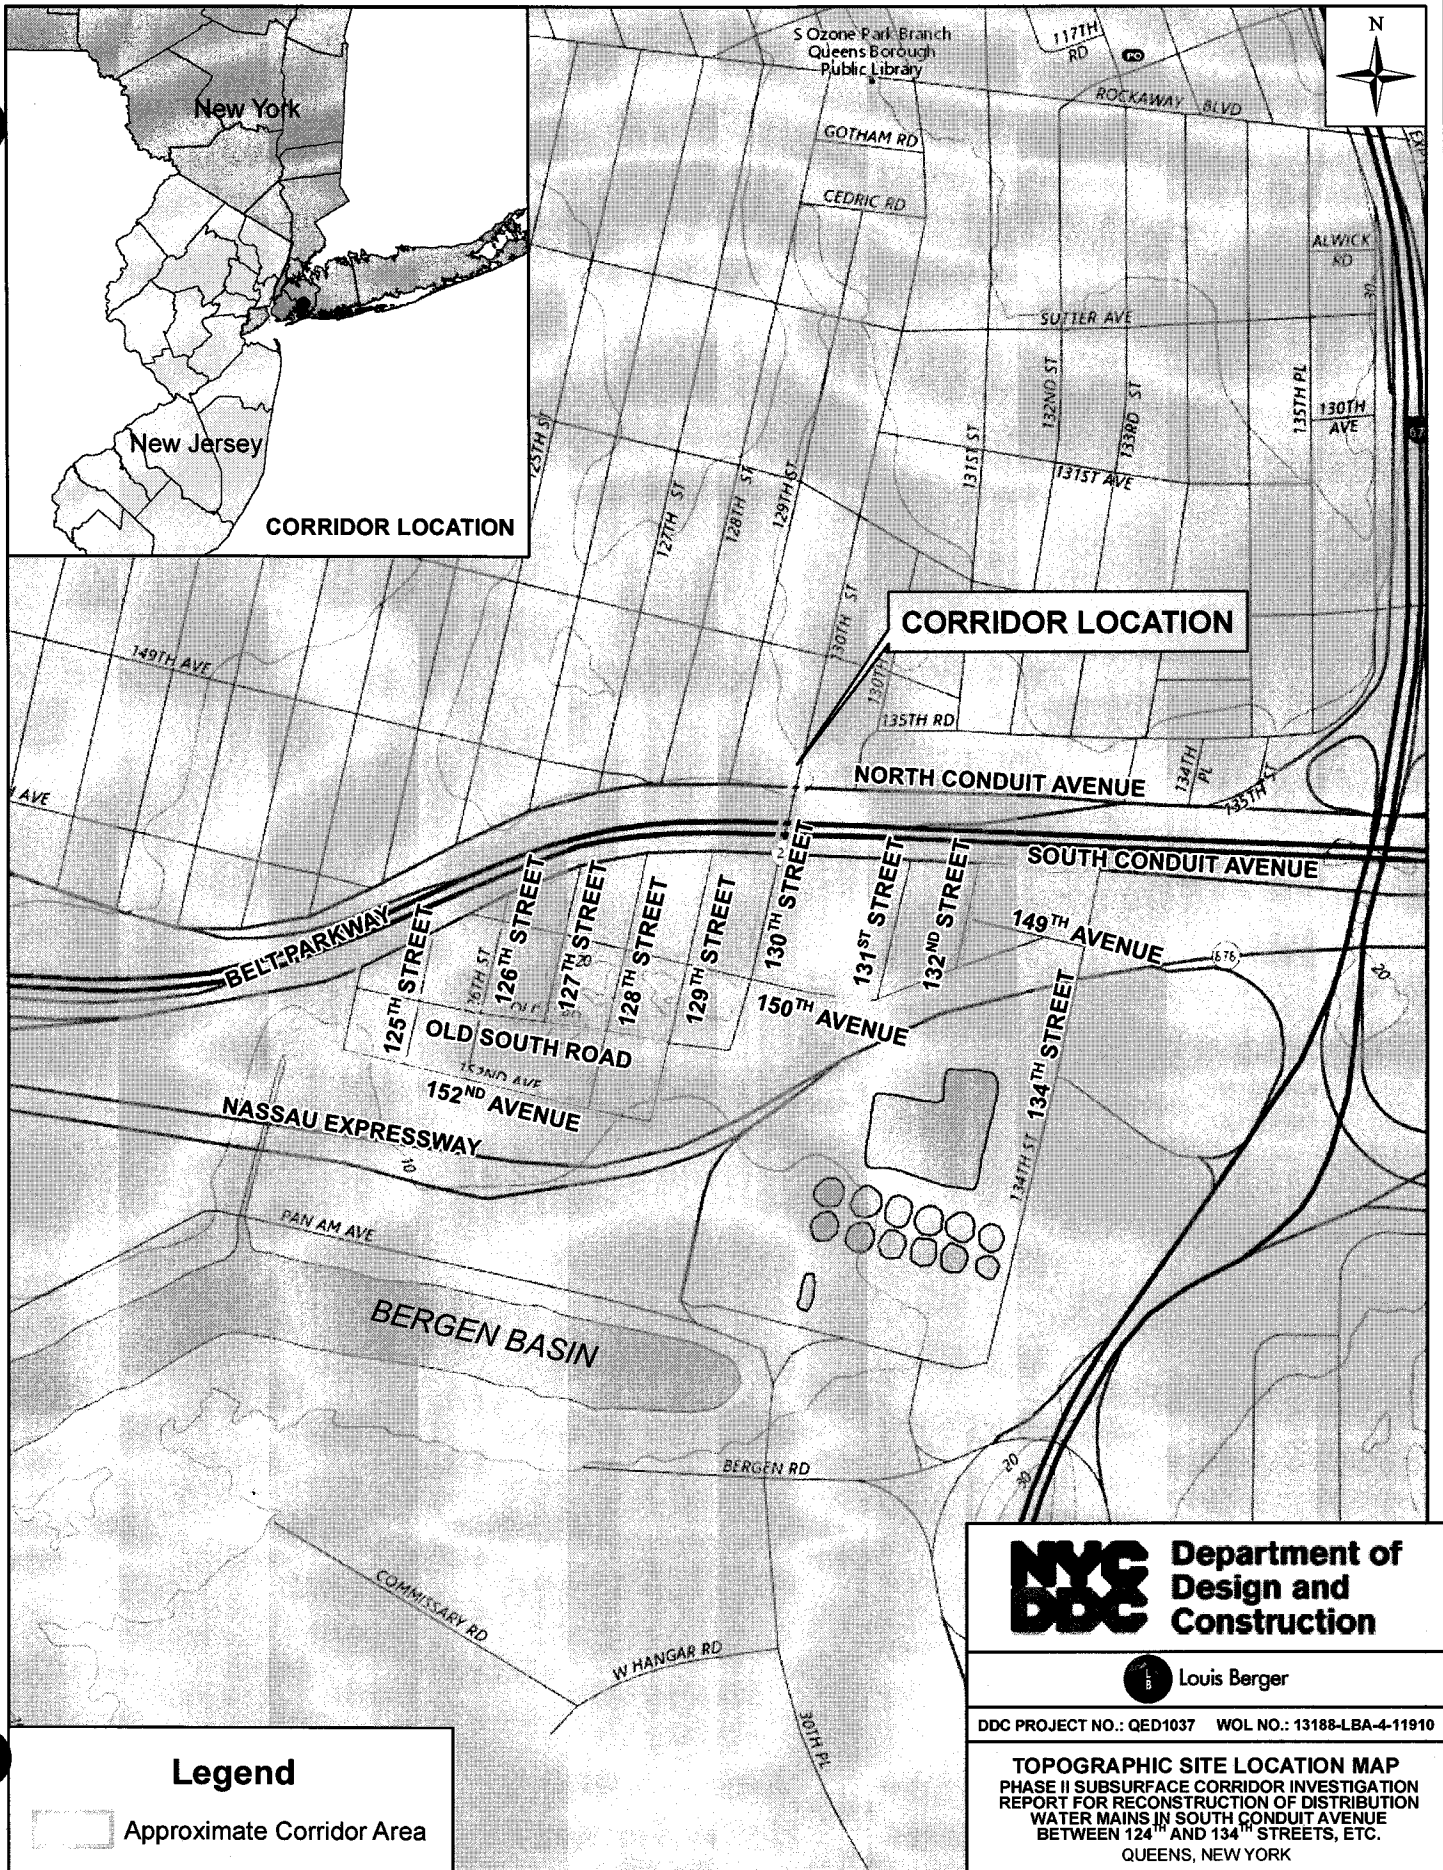 New York
New Jersey
CORRIDOR LOCATION
N
S Ozone Park Branch
Queens Borough
Public Library
117TH
RD
PO
ROCKAWAY BLVD
GOTHAM RD
CEDRIC RD
ALWICK
RD
30
SUTTER AVE
132ND ST
133RD ST
135TH PL
130TH
AVE
125TH ST
127TH ST
128TH ST
129TH ST
131ST ST
131ST AVE
130TH ST
CORRIDOR LOCATION
149TH AVE
130TH
135TH RD
134TH
PL
135TH ST
AVE
NORTH CONDUIT AVENUE
SOUTH CONDUIT AVENUE
BELT PARKWAY
125TH STREET
126TH STREET
127TH STREET
128TH STREET
129TH STREET
130TH STREET
131ST STREET
132ND STREET
149TH AVENUE
150TH AVENUE
134TH STREET
20
OLD SOUTH ROAD
152ND AVE
152ND AVENUE
NASSAU EXPRESSWAY
10
20
134TH ST
PAN AM AVE
BERGEN BASIN
BERGEN RD
20
30
COMMISSARY RD
W HANGAR RD
30TH PL
Legend
Approximate Corridor Area
NYC
DDC
Department of
Design and
Construction
Louis Berger
DDC PROJECT NO.: QED1037 WOL NO.: 13188-LBA-4-11910
TOPOGRAPHIC SITE LOCATION MAP
PHASE II SUBSURFACE CORRIDOR INVESTIGATION
REPORT FOR RECONSTRUCTION OF DISTRIBUTION
WATER MAINS IN SOUTH CONDUIT AVENUE
BETWEEN 124TH AND 134TH STREETS, ETC.
QUEENS, NEW YORK